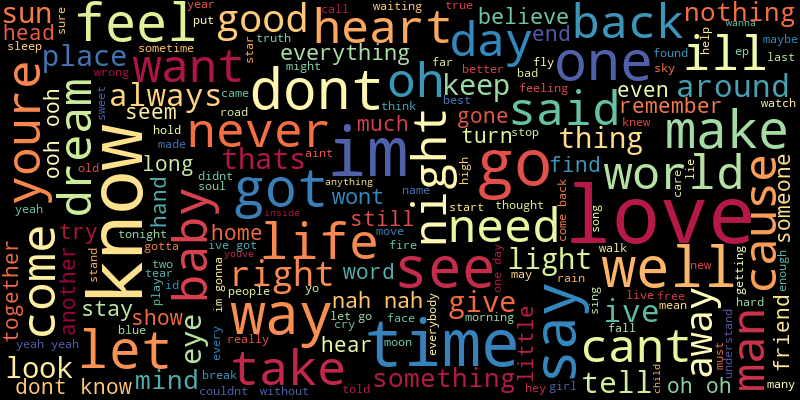 sun
feel
year
put
good
heart
call
waiting
true
believe
back
nothing
head
sure
sleep
sometime
star
truth
day
end
wanna
maybe
place
want
everything
might
far
fly
one
found
ill
help
ep
last
wrong
dont
oh
better
bad
sky
youre
ooh ooh
dream
sweet
always
came
seem
road
think
keep
best
feeling
said
even
around
remember
watch
know
hold
made
never
much
night
gone
knew
turn
stop
thing
make
old
long
thats
aint
im
high
go
find
world
care
lie
cause
someone
yeah
hand
didnt
soul
got
anything
wont
name
start
thought
come back
song
love
baby
inside
still
need
come
try
tonight
gotta
home
life
move
fire
see
one day
light
walk
well
new
getting
enough
together
another
stand
two
tear
play
id
ive got
youve
right
word
may
rain
stay
im gonna
people
yo
way
nah nah
give
say
sing
live
free
mean
away
hard
friend
show
blue
eye
every
let go
cry
face
moon
everybody
morning
time
little
ive
fall
must
understand
man
yeah yeah
let
really
hear
cant
look
mind
break
take
something
tell
child
oh oh
dont know
couldnt
without
told
hey
girl
many